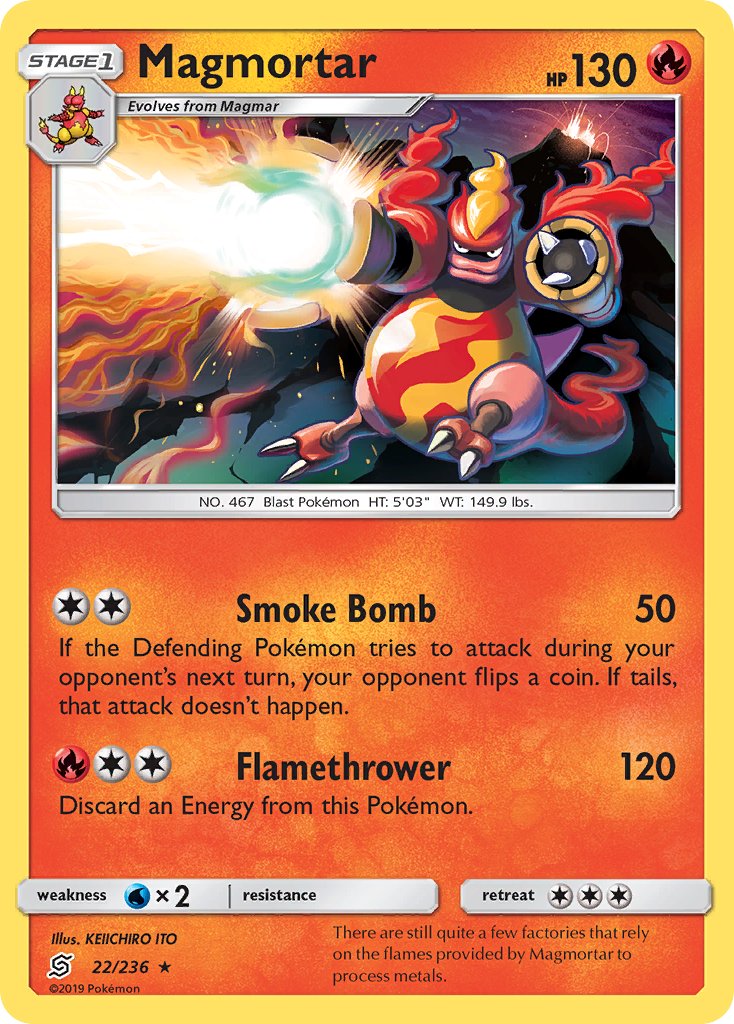 STAGE1
Magmortar
HP 130
Evolves from Magmar
NO. 467 Blast Pokémon HT: 5'03" WT: 149.9 lbs.
Smoke Bomb 50
If the Defending Pokémon tries to attack during your
opponent's next turn, your opponent flips a coin. If tails,
that attack doesn't happen.
Flamethrower 120
Discard an Energy from this Pokémon.
weakness × 2 resistance retreat
Illus. KEIICHIRO ITO
22/236 ★
©2019 Pokémon
There are still quite a few factories that rely
on the flames provided by Magmortar to
process metals.